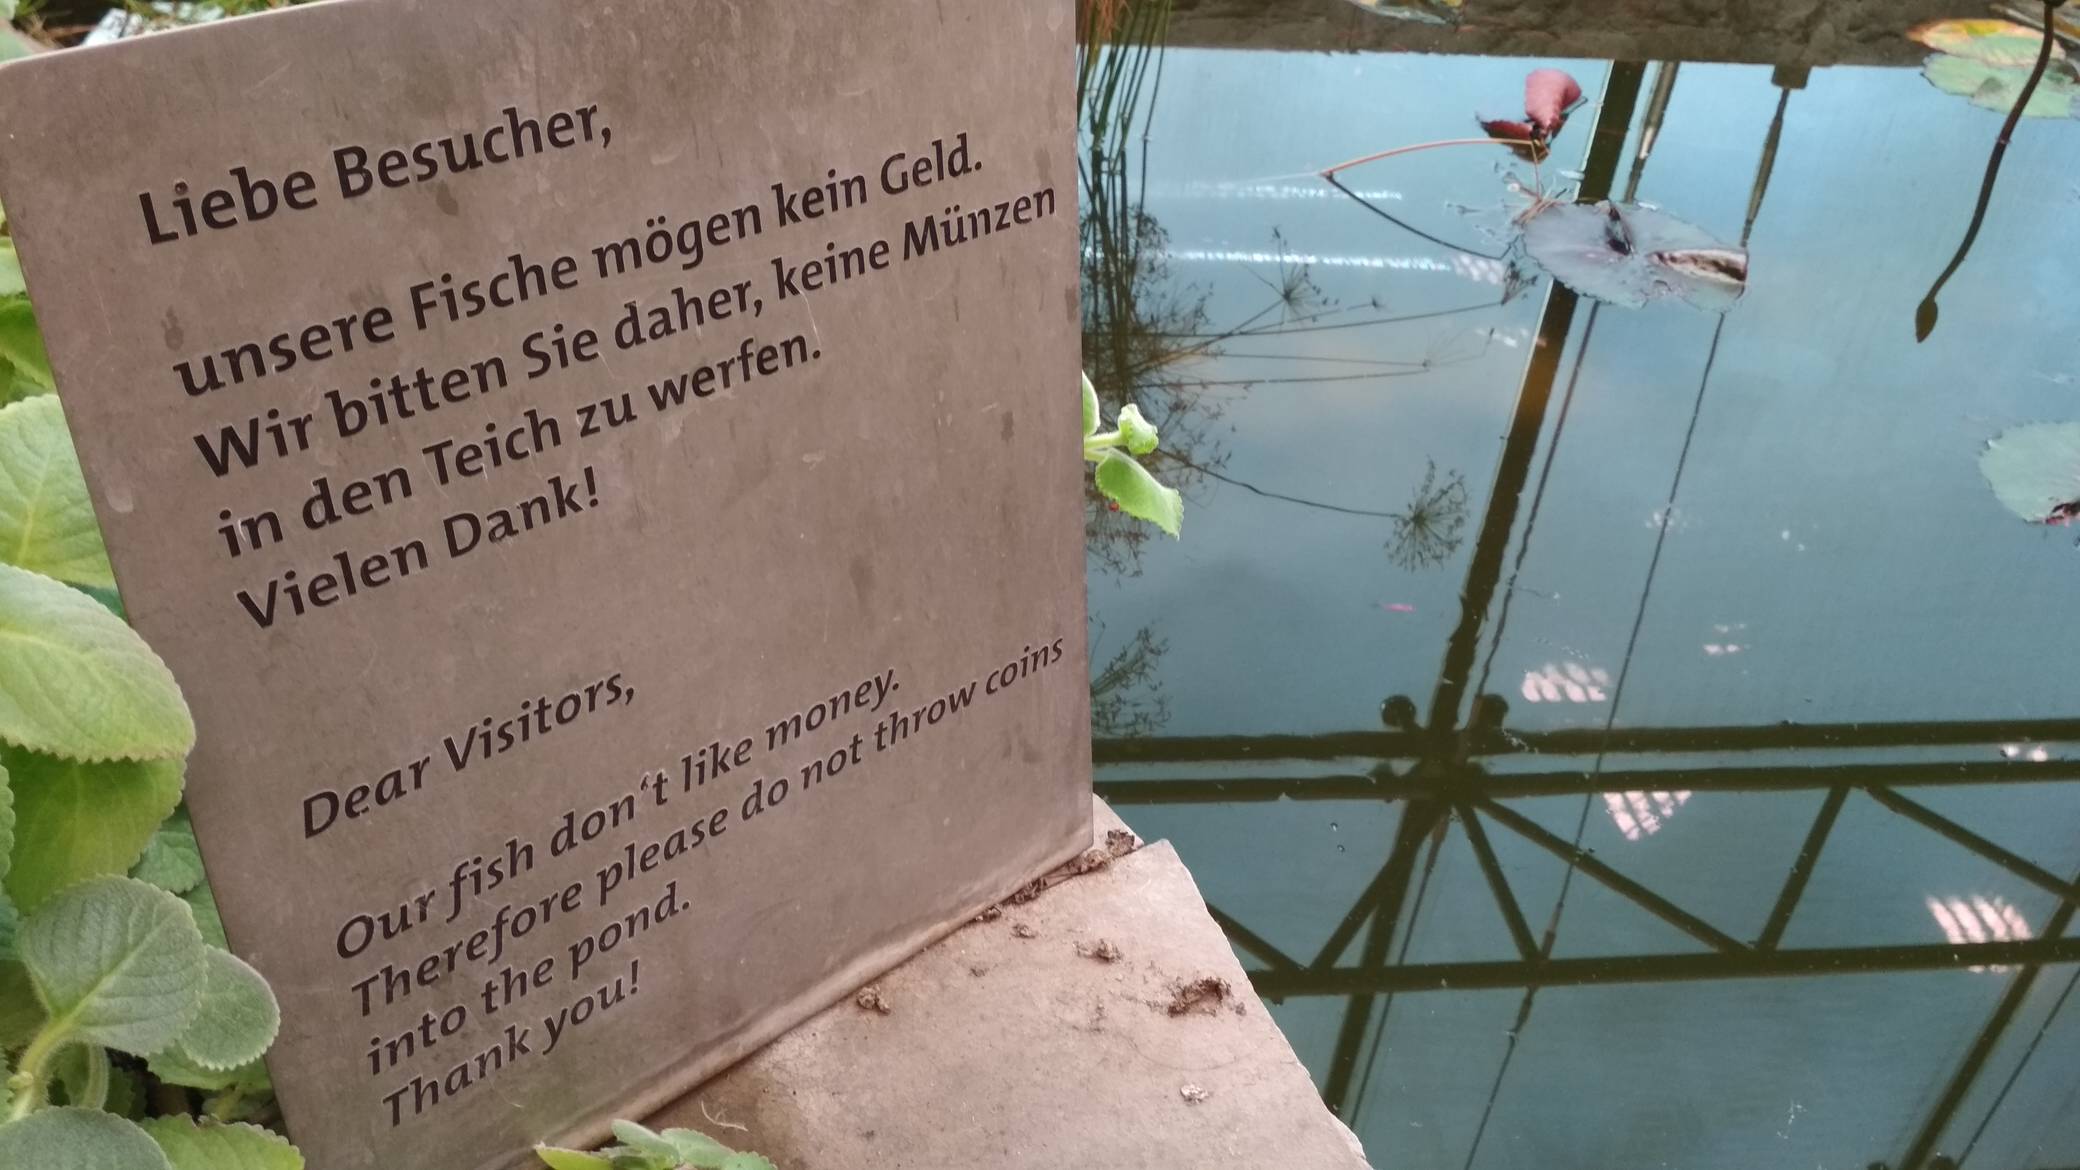 Liebe Besucher,
unsere Fische mögen kein Geld.
Wir bitten Sie daher, keine Münzen
in den Teich zu werfen.
Vielen Dank!
Dear Visitors,
Our fish don‘t like money.
Therefore please do not throw coins
into the pond.
Thank you!